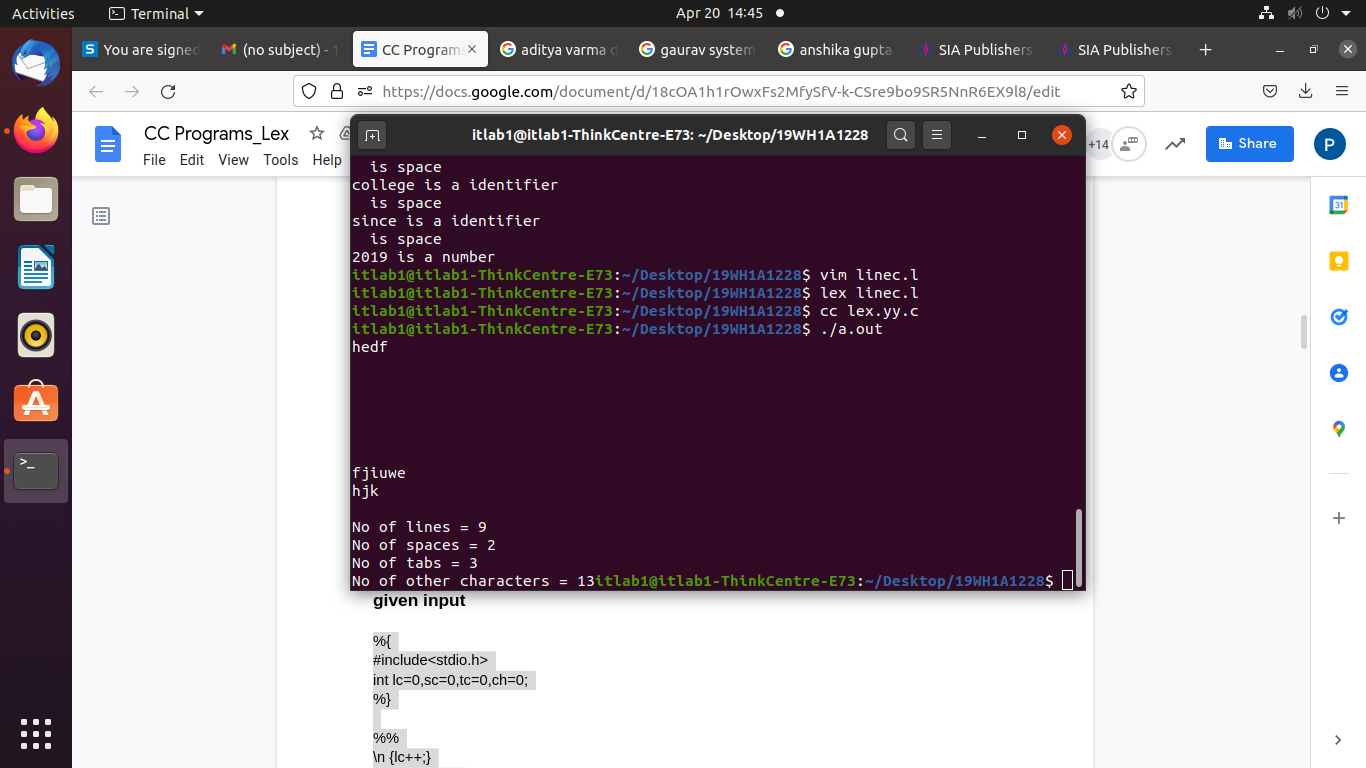 Activities
Terminal
Apr 20 14:45
You are signed
(no subject) - 1
CC Programs
aditya varma d
gaurav system
anshika gupta
SIA Publishers
SIA Publishers
https://docs.google.com/document/d/18cOA1h1rOwxFs2MfySfV-k-CSre9bo9SR5NnR6EX9l8/edit
CC Programs_Lex
File Edit View Tools Help
+14
Share
P
31
itlab1@itlab1-ThinkCentre-E73: ~/Desktop/19WH1A1228
is space
college is a identifier
is space
since is a identifier
is space
2019 is a number
itlab1@itlab1-ThinkCentre-E73:~/Desktop/19WH1A1228$ vim linec.l
itlab1@itlab1-ThinkCentre-E73:~/Desktop/19WH1A1228$ lex linec.l
itlab1@itlab1-ThinkCentre-E73:~/Desktop/19WH1A1228$ cc lex.yy.c
itlab1@itlab1-ThinkCentre-E73:~/Desktop/19WH1A1228$ ./a.out
hedf
fjiuwe
hjk
No of lines = 9
No of spaces = 2
No of tabs = 3
No of other characters = 13itlab1@itlab1-ThinkCentre-E73:~/Desktop/19WH1A1228$
given input
%{
#include<stdio.h>
int lc=0,sc=0,tc=0,ch=0;
%}
%%
\n {lc++;}